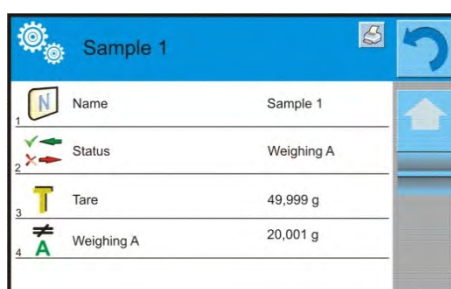 Sample 1
N
1 Name Sample 1
2 Status Weighing A
T
3 Tare 49,999 g
≠
A
4 Weighing A 20,001 g